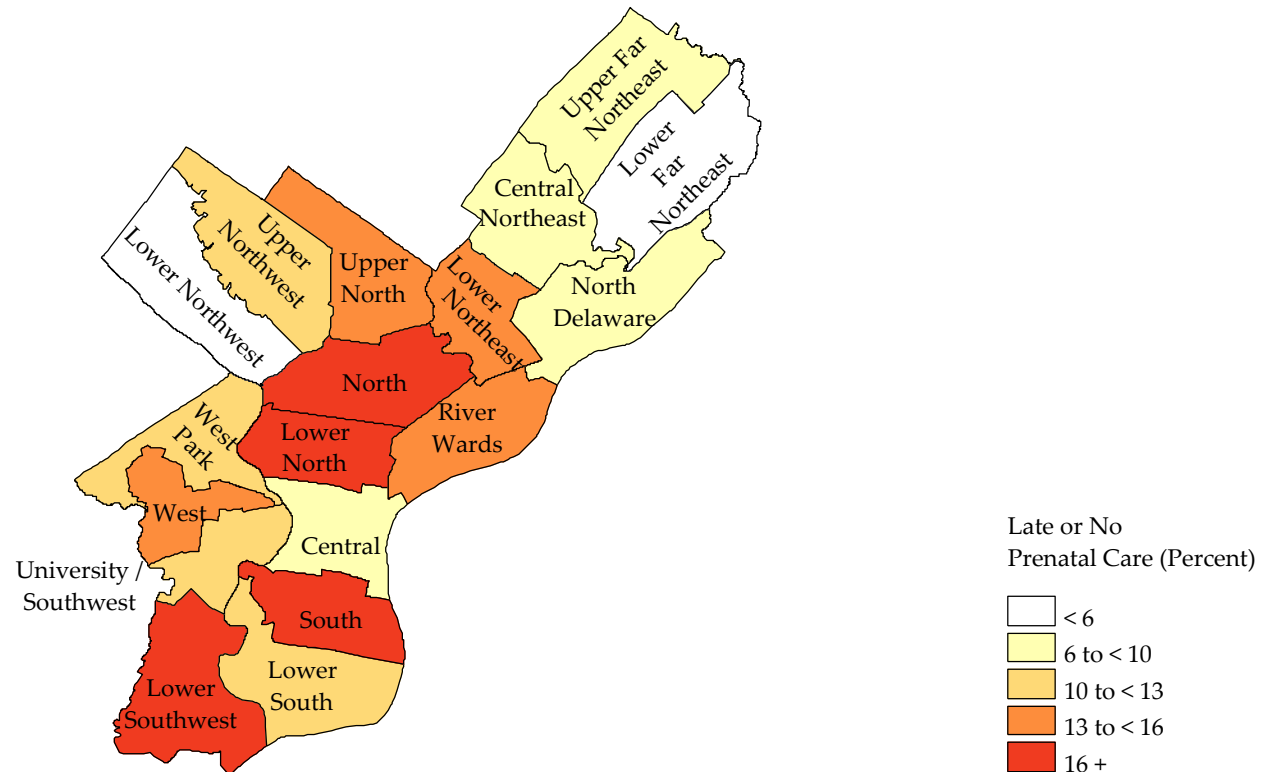 Upper Far
Northeast
Lower
Far
Northeast
Central
Northeast
Upper
Northwest
Lower Northwest
Upper
North
Lower
Northeast
North
Delaware
North
River
Wards
West
Park
Lower
North
West
Central
University /
Southwest
South
Lower
South
Lower
Southwest
Late or No
Prenatal Care (Percent)
< 6
6 to < 10
10 to < 13
13 to < 16
16 +